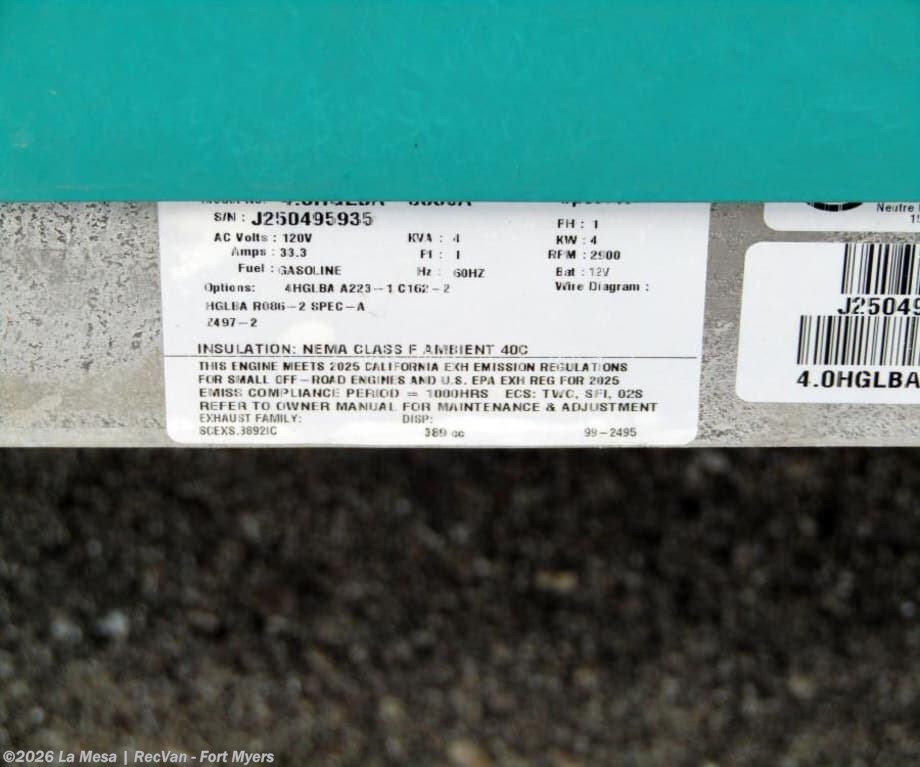 S/N : J250495935
PH : 1
AC Volts : 120V KVA : 4 KW : 4
Amps : 33.3 Pf : 1 RPM : 2900
Fuel : GASOLINE Hz : 60HZ Bat : 12V
Options: 4HGLBA A223-1 C162-2 Wire Diagram :
HGLBA R086-2 SPEC-A
Z497-2
INSULATION: NEMA CLASS F AMBIENT 40C
THIS ENGINE MEETS 2025 CALIFORNIA EXH EMISSION REGULATIONS
FOR SMALL OFF-ROAD ENGINES AND U.S. EPA EXH REG FOR 2025
EMISS COMPLIANCE PERIOD = 1000HRS ECS: TWC, SFI, O2S
REFER TO OWNER MANUAL FOR MAINTENANCE & ADJUSTMENT
EXHAUST FAMILY: DISP:
SCEXS.3892IC 389 cc 99-2495
Neutre
J25049
4.0HGLBA
©2026 La Mesa | RecVan - Fort Myers